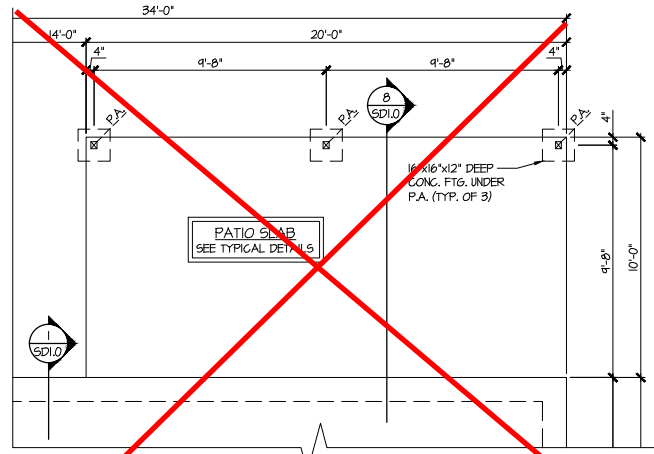 34'-0"
14'-0"
20'-0"
4"
9'-8"
9'-8"
4"
8
SD1.0
P.A.
P.A.
P.A.
4"
16"x16"x12" DEEP
CONC. FTG. UNDER
P.A. (TYP. OF 3)
PATIO SLAB
SEE TYPICAL DETAILS
9'-8"
10'-0"
1
SD1.0